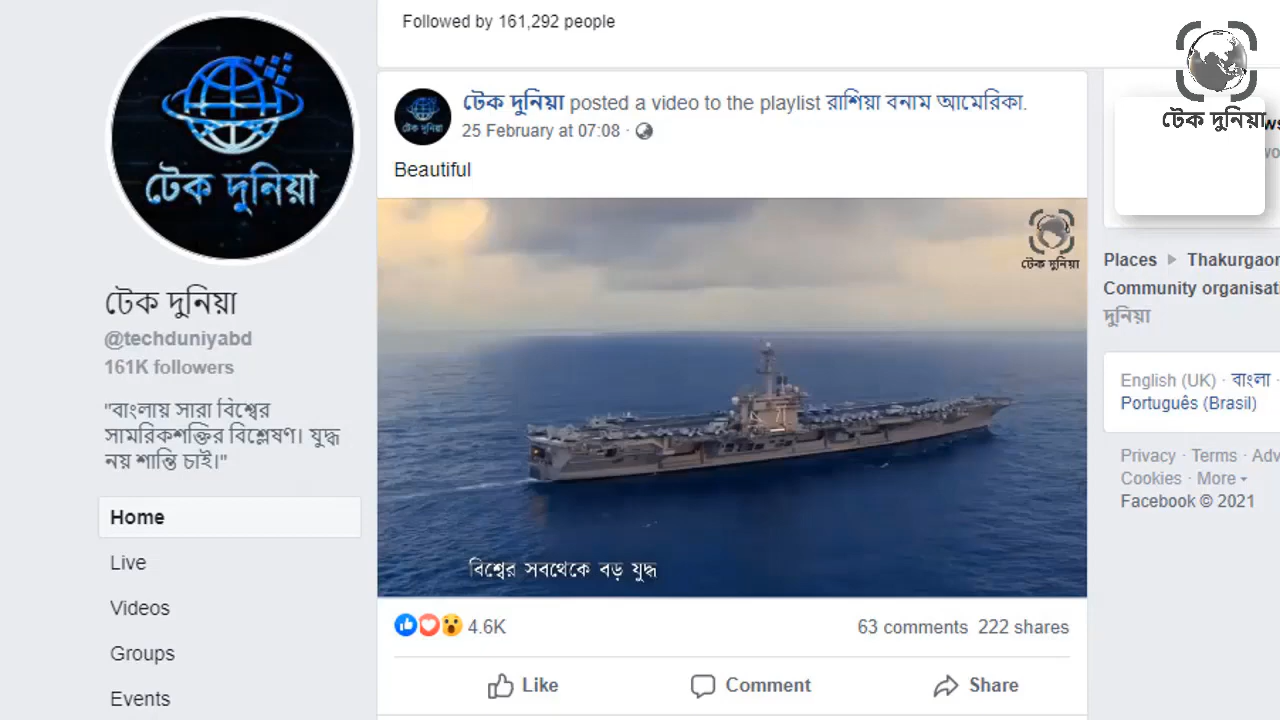 Followed by 161,292 people
টেক দুনিয়া
টেক দুনিয়া
@techduniyabd
161K followers
"বাংলায় সারা বিশ্বের
সামরিকশক্তির বিশ্লেষণ। যুদ্ধ
নয় শান্তি চাই।"
Home
Live
Videos
Groups
Events
টেক দুনিয়া posted a video to the playlist রাশিয়া বনাম আমেরিকা.
25 February at 07:08 ·
টেক দুনিয়া
Beautiful
টেক দুনিয়া
বিশ্বের সবথেকে বড় যুদ্ধ
4.6K
63 comments 222 shares
Like Comment Share
টেক দুনিয়া
Places Thakurgaon
Community organisati
দুনিয়া
English (UK) · বাংলা ·
Português (Brasil)
Privacy · Terms · Adv
Cookies · More
Facebook © 2021